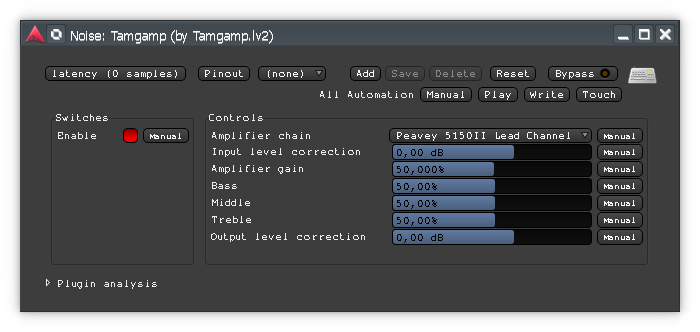 Noise: Tamgamp (by Tamgamp.lv2)
latency (0 samples) Pinout (none) Add Save Delete Reset Bypass
All Automation Manual Play Write Touch
Switches Controls
Enable Manual Amplifier chain Peavey 5150II Lead Channel Manual
Input level correction 0,00 dB Manual
Amplifier gain 50,000% Manual
Bass 50,00% Manual
Middle 50,00% Manual
Treble 50,00% Manual
Output level correction 0,00 dB Manual
Plugin analysis